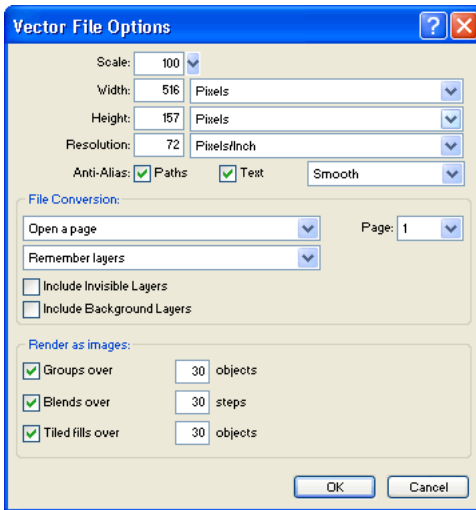 Vector File Options
Scale: 100
Width: 516 Pixels
Height: 157 Pixels
Resolution: 72 Pixels/Inch
Anti-Alias: Paths Text Smooth
File Conversion:
Open a page Page: 1
Remember layers
Include Invisible Layers
Include Background Layers
Render as images:
Groups over 30 objects
Blends over 30 steps
Tiled fills over 30 objects
OK Cancel